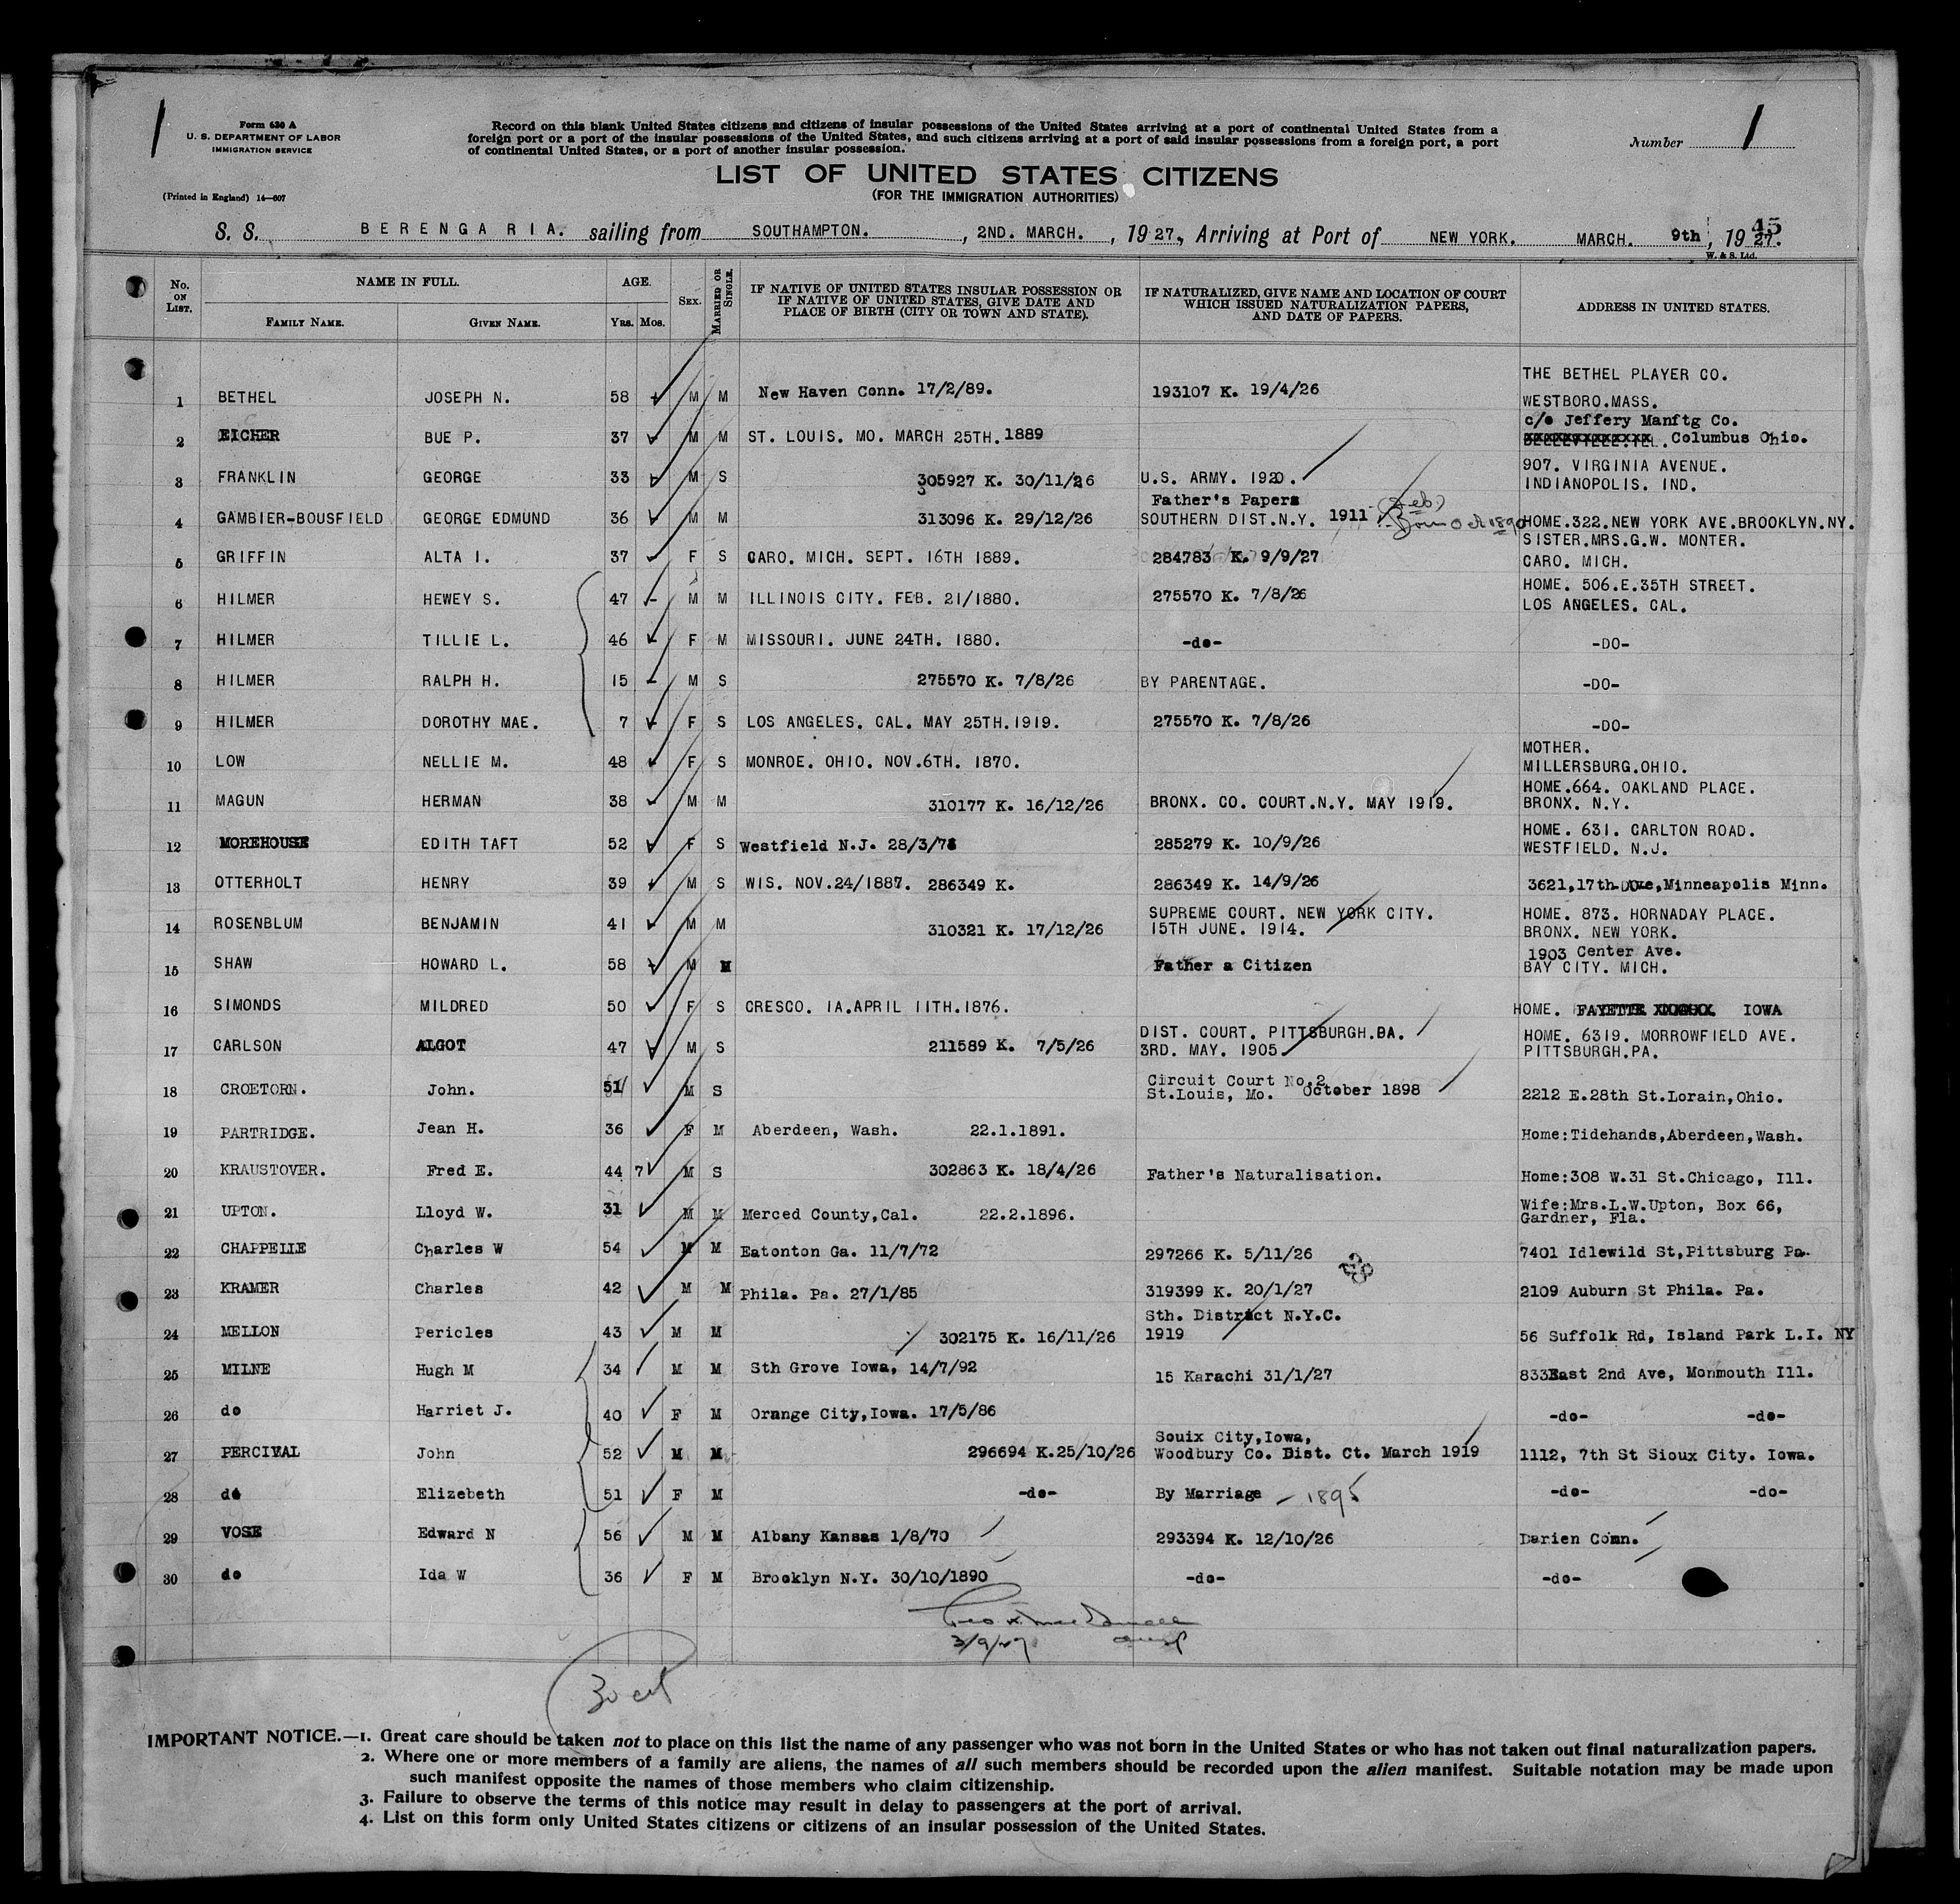 Form 630 A
U. S. DEPARTMENT OF LABOR
IMMIGRATION SERVICE
(Printed in England) 14—607
Record on this blank United States citizens and citizens of insular possessions of the United States arriving at a port of continental United States from a
foreign port or a port of the insular possessions of the United States, and such citizens arriving at a port of said insular possessions from a foreign port, a port
of continental United States, or a port of another insular possession.
Number 1
LIST OF UNITED STATES CITIZENS
(FOR THE IMMIGRATION AUTHORITIES)
S. S. BERENGARIA. sailing from SOUTHAMPTON. , 2ND. MARCH. , 1927., Arriving at Port of NEW YORK. MARCH. 9th , 1927.
45
W. & S. Ltd.
No. ON LIST. NAME IN FULL. FAMILY NAME. GIVEN NAME. AGE. Yrs. Mos. SEX. MARRIED OR SINGLE. IF NATIVE OF UNITED STATES INSULAR POSSESSION OR IF NATIVE OF UNITED STATES, GIVE DATE AND PLACE OF BIRTH (CITY OR TOWN AND STATE). IF NATURALIZED, GIVE NAME AND LOCATION OF COURT WHICH ISSUED NATURALIZATION PAPERS, AND DATE OF PAPERS. ADDRESS IN UNITED STATES.
1 BETHEL JOSEPH N. 58 M M New Haven Conn. 17/2/89. 193107 K. 19/4/26 THE BETHEL PLAYER CO. WESTBORO.MASS.
2 EICHER BUE P. 37 M M ST. LOUIS. MO. MARCH 25TH. 1889 c/o Jeffery Manftg Co. Columbus Ohio.
3 FRANKLIN GEORGE 33 M S 305927 K. 30/11/26 U.S. ARMY. 1920. 907. VIRGINIA AVENUE. INDIANOPOLIS. IND.
4 GAMBIER-BOUSFIELD GEORGE EDMUND 36 M M 313096 K. 29/12/26 Father's Papers SOUTHERN DIST.N.Y. 1911 (Feb) Born Oct 1890 HOME.322.NEW YORK AVE.BROOKLYN.NY.
5 GRIFFIN ALTA I. 37 F S CARO. MICH. SEPT. 16TH 1889. 284783 K. 9/9/27 SISTER.MRS.G.W. MONTER. CARO. MICH.
6 HILMER HEWEY S. 47 M M ILLINOIS CITY. FEB. 21/1880. 275570 K. 7/8/26 HOME. 506.E.35TH STREET. LOS ANGELES. CAL.
7 HILMER TILLIE L. 46 F M MISSOURI. JUNE 24TH. 1880. -do- -DO-
8 HILMER RALPH H. 15 M S 275570 K. 7/8/26 BY PARENTAGE. -DO-
9 HILMER DOROTHY MAE. 7 F S LOS ANGELES. CAL. MAY 25TH.1919. 275570 K. 7/8/26 -DO-
10 LOW NELLIE M. 48 F S MONROE. OHIO. NOV.6TH. 1870. MOTHER. MILLERSBURG.OHIO.
11 MAGUN HERMAN 38 M M 310177 K. 16/12/26 BRONX. CO. COURT.N.Y. MAY 1919. HOME.664. OAKLAND PLACE. BRONX. N.Y.
12 MOREHOUSE EDITH TAFT 52 F S Westfield N.J. 28/3/78 285279 K. 10/9/26 HOME. 631. CARLTON ROAD. WESTFIELD. N.J.
13 OTTERHOLT HENRY 39 M S WIS. NOV.24/1887. 286349 K. 286349 K. 14/9/26 3621,17th Ave,Minneapolis Minn.
14 ROSENBLUM BENJAMIN 41 M M 310321 K. 17/12/26 SUPREME COURT. NEW YORK CITY. 15TH JUNE. 1914. HOME. 873. HORNADAY PLACE. BRONX. NEW YORK.
15 SHAW HOWARD L. 58 M M Father a Citizen 1903 Center Ave. BAY CITY. MICH.
16 SIMONDS MILDRED 50 F S CRESCO. IA.APRIL 11TH.1876. HOME. FAYETTE IOWA
17 CARLSON ALGOT 47 M S 211589 K. 7/5/26 DIST. COURT. PITTSBURGH.BA. 3RD. MAY. 1905. HOME. 6319. MORROWFIELD AVE. PITTSBURGH.PA.
18 CROETORN. John. 51 M S Circuit Court No.2 St.Louis, Mo. October 1898 2212 E.28th St.Lorain,Ohio.
19 PARTRIDGE. Jean H. 36 F M Aberdeen, Wash. 22.1.1891. Home:Tidehands,Aberdeen,Wash.
20 KRAUSTOVER. Fred E. 44 7 M S 302863 K. 18/4/26 Father's Naturalisation. Home:308 W.31 St.Chicago, Ill.
21 UPTON. Lloyd W. 31 M M Merced County,Cal. 22.2.1896. Wife:Mrs.L.W.Upton, Box 66, Gardner, Fla.
22 CHAPPELLE Charles W 54 M M Eatonton Ga. 11/7/72 297266 K. 5/11/26 7401 Idlewild St,Pittsburg Pa.
23 KRAMER Charles 42 M M Phila. Pa. 27/1/85 319399 K. 20/1/27 2109 Auburn St Phila. Pa.
24 MELLON Pericles 43 M M 302175 K. 16/11/26 Sth. District N.Y.C. 1919 56 Suffolk Rd, Island Park L.I. NY
25 MILNE Hugh M 34 M M Sth Grove Iowa, 14/7/92 15 Karachi 31/1/27 833East 2nd Ave, Monmouth Ill.
26 do Harriet J. 40 F M Orange City,Iowa. 17/5/86 -do- -do-
27 PERCIVAL John 52 M M 296694 K.25/10/26 Souix City,Iowa, Woodbury Co. Dist. Ct. March 1919 1112, 7th St Sioux City. Iowa.
28 do Elizebeth 51 F M -do- By Marriage - 1895 -do- -do-
29 VOSE Edward N 56 M M Albany Kansas 1/8/70 293394 K. 12/10/26 Darien Conn.
30 do Ida W 36 F M Brooklyn N.Y. 30/10/1890 -do- -do-
3/9/27
IMPORTANT NOTICE.—1. Great care should be taken not to place on this list the name of any passenger who was not born in the United States or who has not taken out final naturalization papers.
2. Where one or more members of a family are aliens, the names of all such members should be recorded upon the alien manifest. Suitable notation may be made upon
such manifest opposite the names of those members who claim citizenship.
3. Failure to observe the terms of this notice may result in delay to passengers at the port of arrival.
4. List on this form only United States citizens or citizens of an insular possession of the United States.